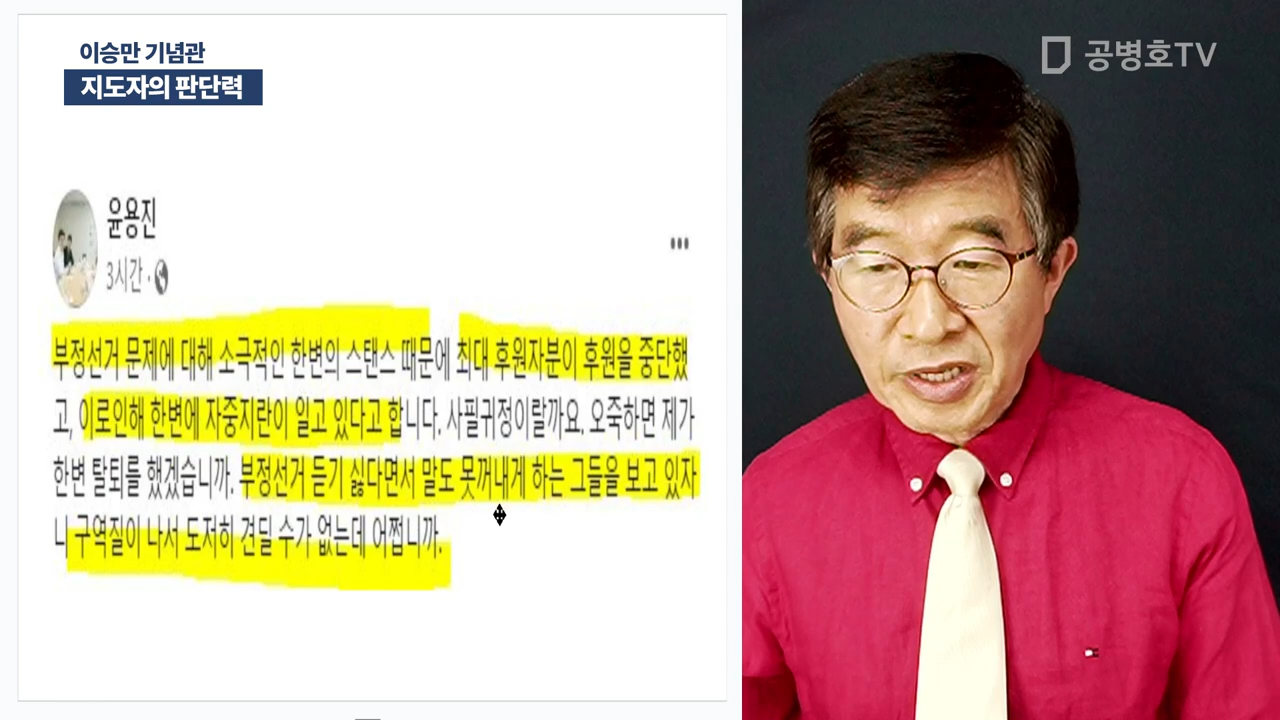 이승만 기념관
지도자의 판단력
공병호TV
윤용진
3시간 ·
부정선거 문제에 대해 소극적인 한변의 스탠스 때문에 최대 후원자분이 후원을 중단했
고, 이로인해 한변에 자중지란이 일고 있다고 합니다. 사필귀정이랄까요. 오죽하면 제가
한변 탈퇴를 했겠습니까. 부정선거 듣기 싫다면서 말도 못꺼내게 하는 그들을 보고 있자
니 구역질이 나서 도저히 견딜 수가 없는데 어쩝니까.